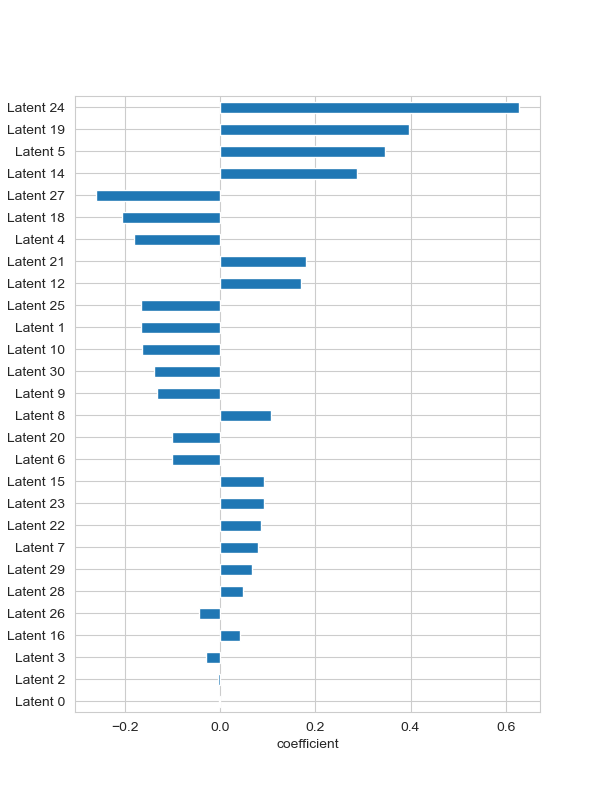 Latent 24
Latent 19
Latent 5
Latent 14
Latent 27
Latent 18
Latent 4
Latent 21
Latent 12
Latent 25
Latent 1
Latent 10
Latent 30
Latent 9
Latent 8
Latent 20
Latent 6
Latent 15
Latent 23
Latent 22
Latent 7
Latent 29
Latent 28
Latent 26
Latent 16
Latent 3
Latent 2
Latent 0
−0.2 0.0 0.2 0.4 0.6
coefficient